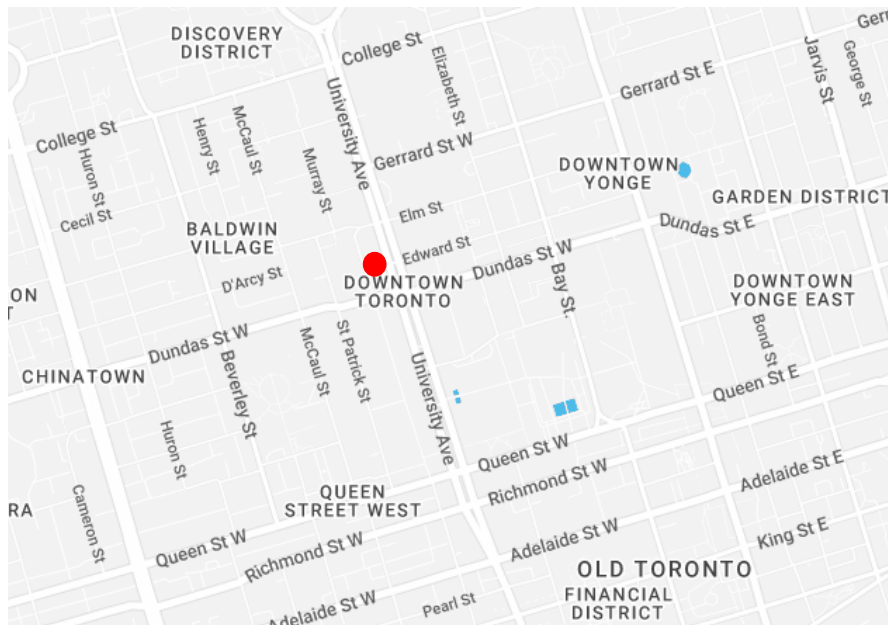 DISCOVERY
DISTRICT
College St
Gerr
Jarvis St
George St
Elizabeth St
University Ave
Gerrard St E
College St
Huron St
Henry St
McCaul St
Murray St
Gerrard St W
DOWNTOWN
YONGE
GARDEN DISTRICT
Cecil St
Elm St
Dundas St E
BALDWIN
VILLAGE
Edward St
Dundas St W
D'Arcy St
DOWNTOWN
TORONTO
Bay St.
DOWNTOWN
YONGE EAST
ON
T
Dundas St W
McCaul St
St Patrick St
Bond St
Beverley St
University Ave
CHINATOWN
Queen St E
Huron St
Queen St W
Richmond St W
Adelaide St E
QUEEN
STREET WEST
RA
Cameron St
Queen St W
Richmond St W
Adelaide St W
King St E
OLD TORONTO
FINANCIAL
DISTRICT
Pearl St
Adelaide St W